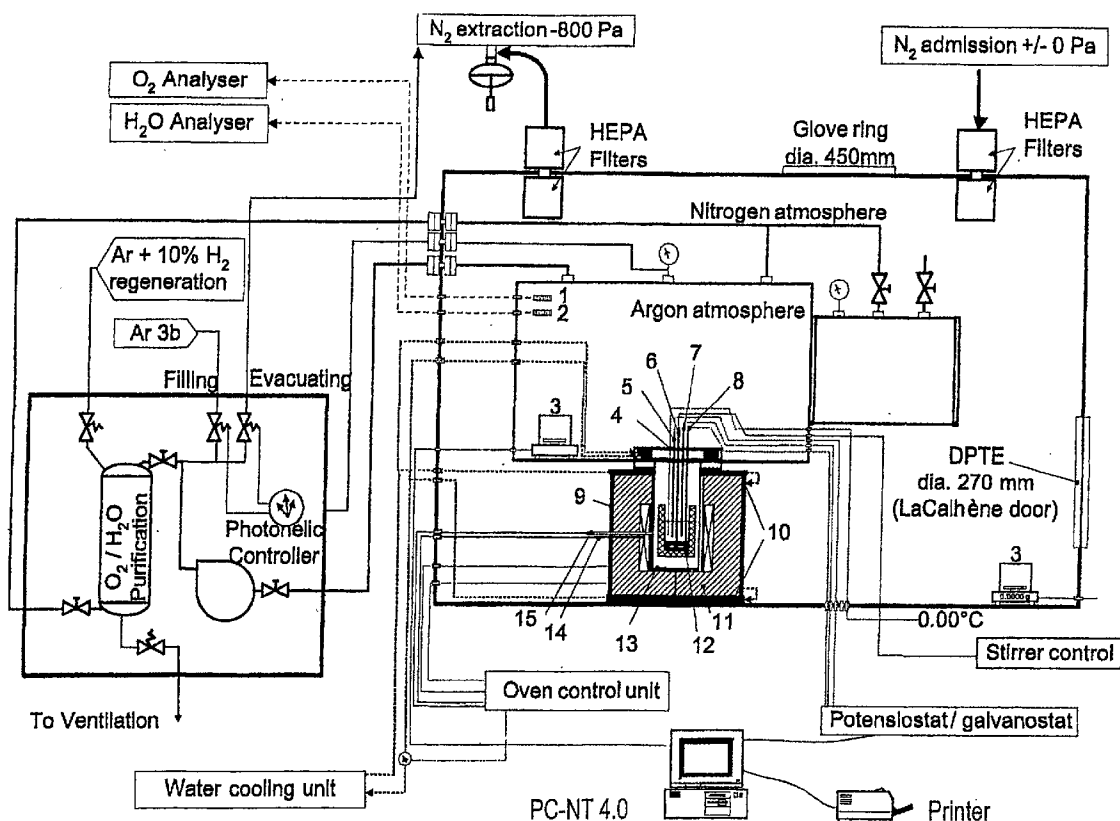 N₂ extraction-800 Pa
N₂ admission +/- 0 Pa
O₂ Analyser
H₂O Analyser
HEPA
Filters
Glove ring
dia. 450mm
HEPA
Filters
Nitrogen atmosphere
Ar + 10% H₂
regeneration
Ar 3b
1
2
Argon atmosphere
Filling
Evacuating
3
4
5
6
7
8
O₂ / H₂O
Purification
Photonelic
Controller
9
10
DPTE
dia. 270 mm
(LaCalhène door)
3
15
14
13
12
11
0.00°C
Stirrer control
Oven control unit
To Ventilation
Potensiostat / galvanostat
Water cooling unit
PC-NT 4.0
Printer